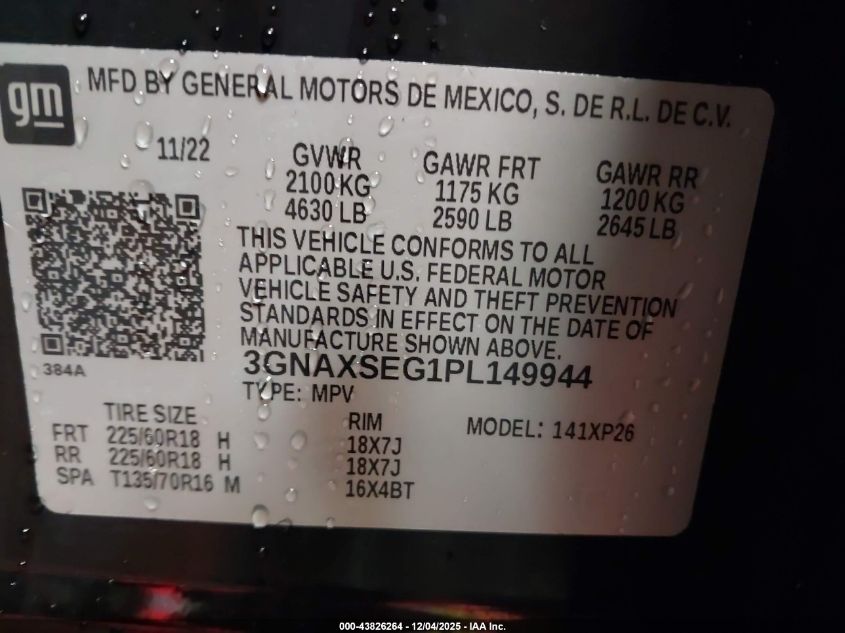 gm
MFD BY GENERAL MOTORS DE MEXICO, S. DE R.L. DE C.V.
11/22
GVWR GAWR FRT GAWR RR
2100 KG 1175 KG 1200 KG
4630 LB 2590 LB 2645 LB
THIS VEHICLE CONFORMS TO ALL
APPLICABLE U.S. FEDERAL MOTOR
VEHICLE SAFETY AND THEFT PREVENTION
STANDARDS IN EFFECT ON THE DATE OF
MANUFACTURE SHOWN ABOVE.
384A
3GNAXSEG1PL149944
TYPE: MPV
TIRE SIZE RIM MODEL: 141XP26
FRT 225/60R18 H 18X7J
RR 225/60R18 H 18X7J
SPA T135/70R16 M 16X4BT
000-43826264 - 12/04/2025 - IAA Inc.